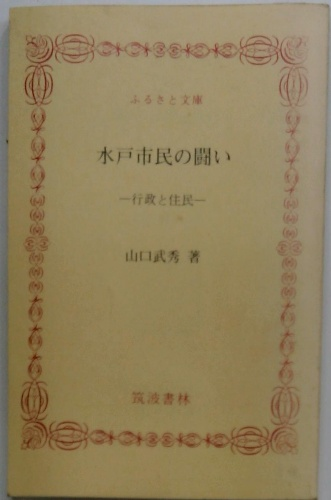 ふるさと文庫
水戸市民の闘い
―行政と住民―
山口武秀 著
筑波書林